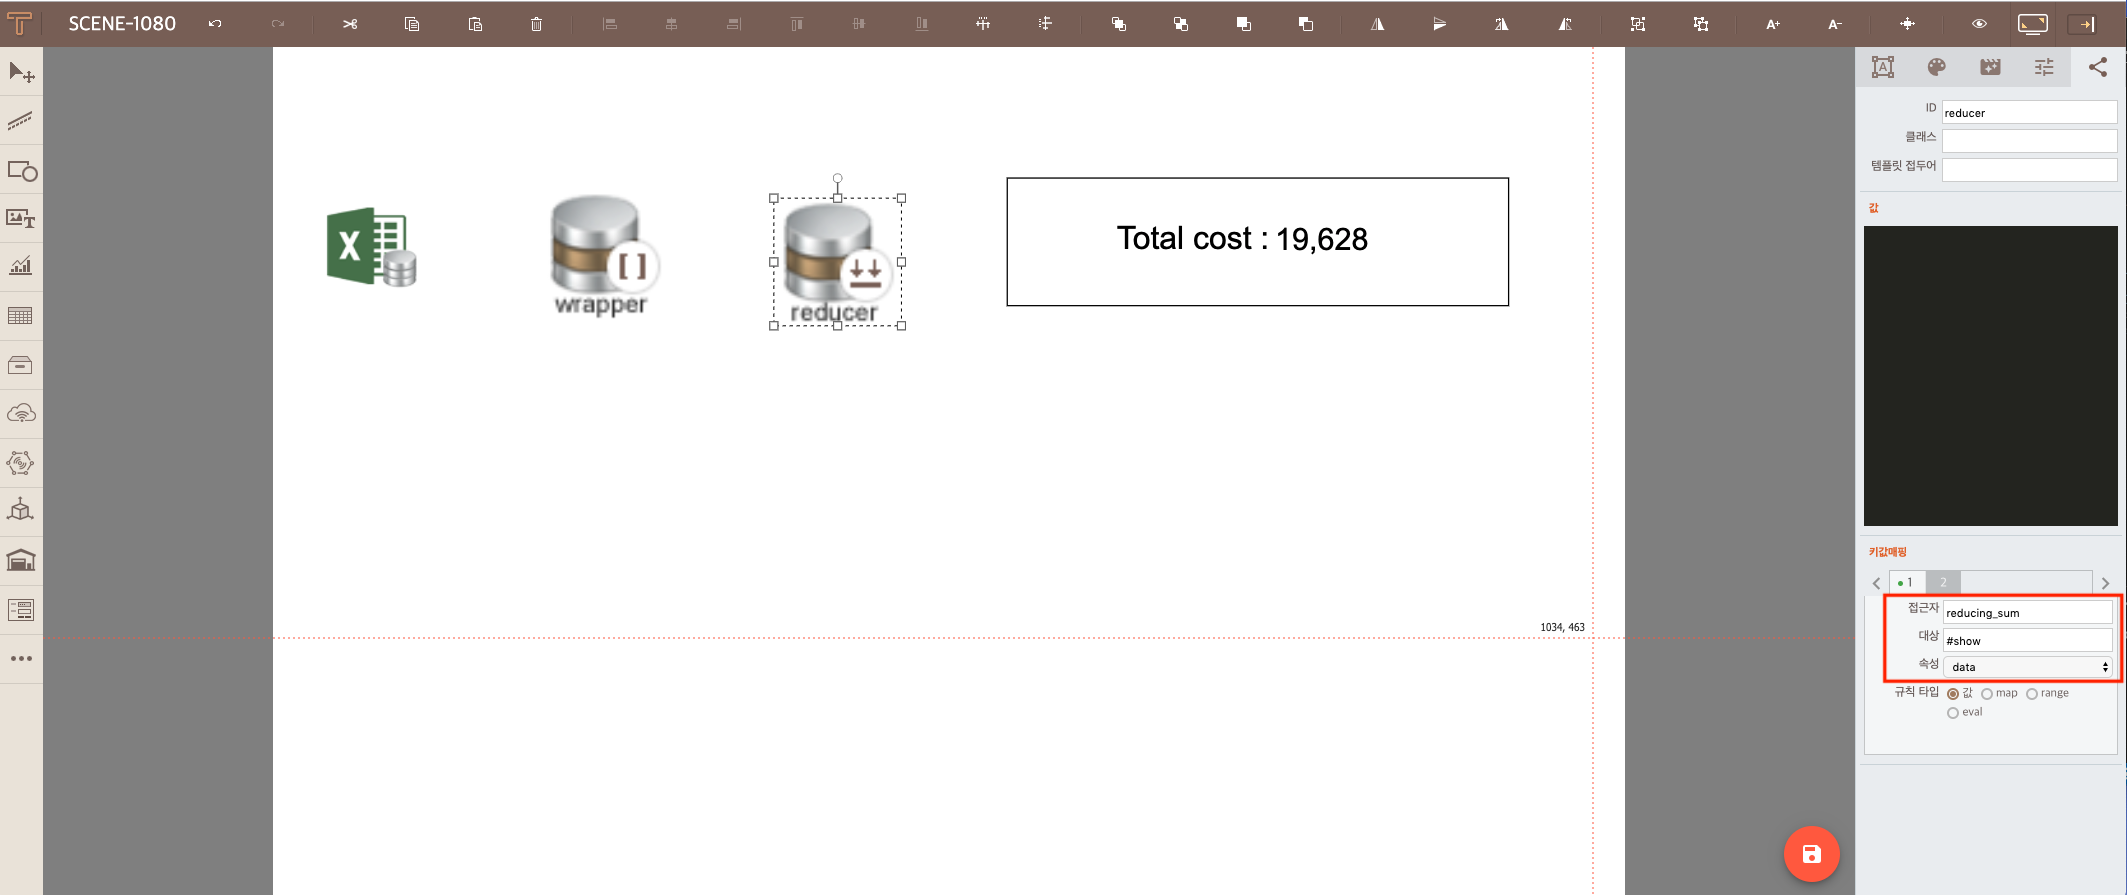 SCENE-1080
A+
A-
ID
reducer
클래스
템플릿 접두어
값
X
[ ]
wrapper
reducer
Total cost : 19,628
1034, 463
키값매핑
1
2
접근자
reducing_sum
대상
#show
속성
data
규칙 타입
값
map
range
eval